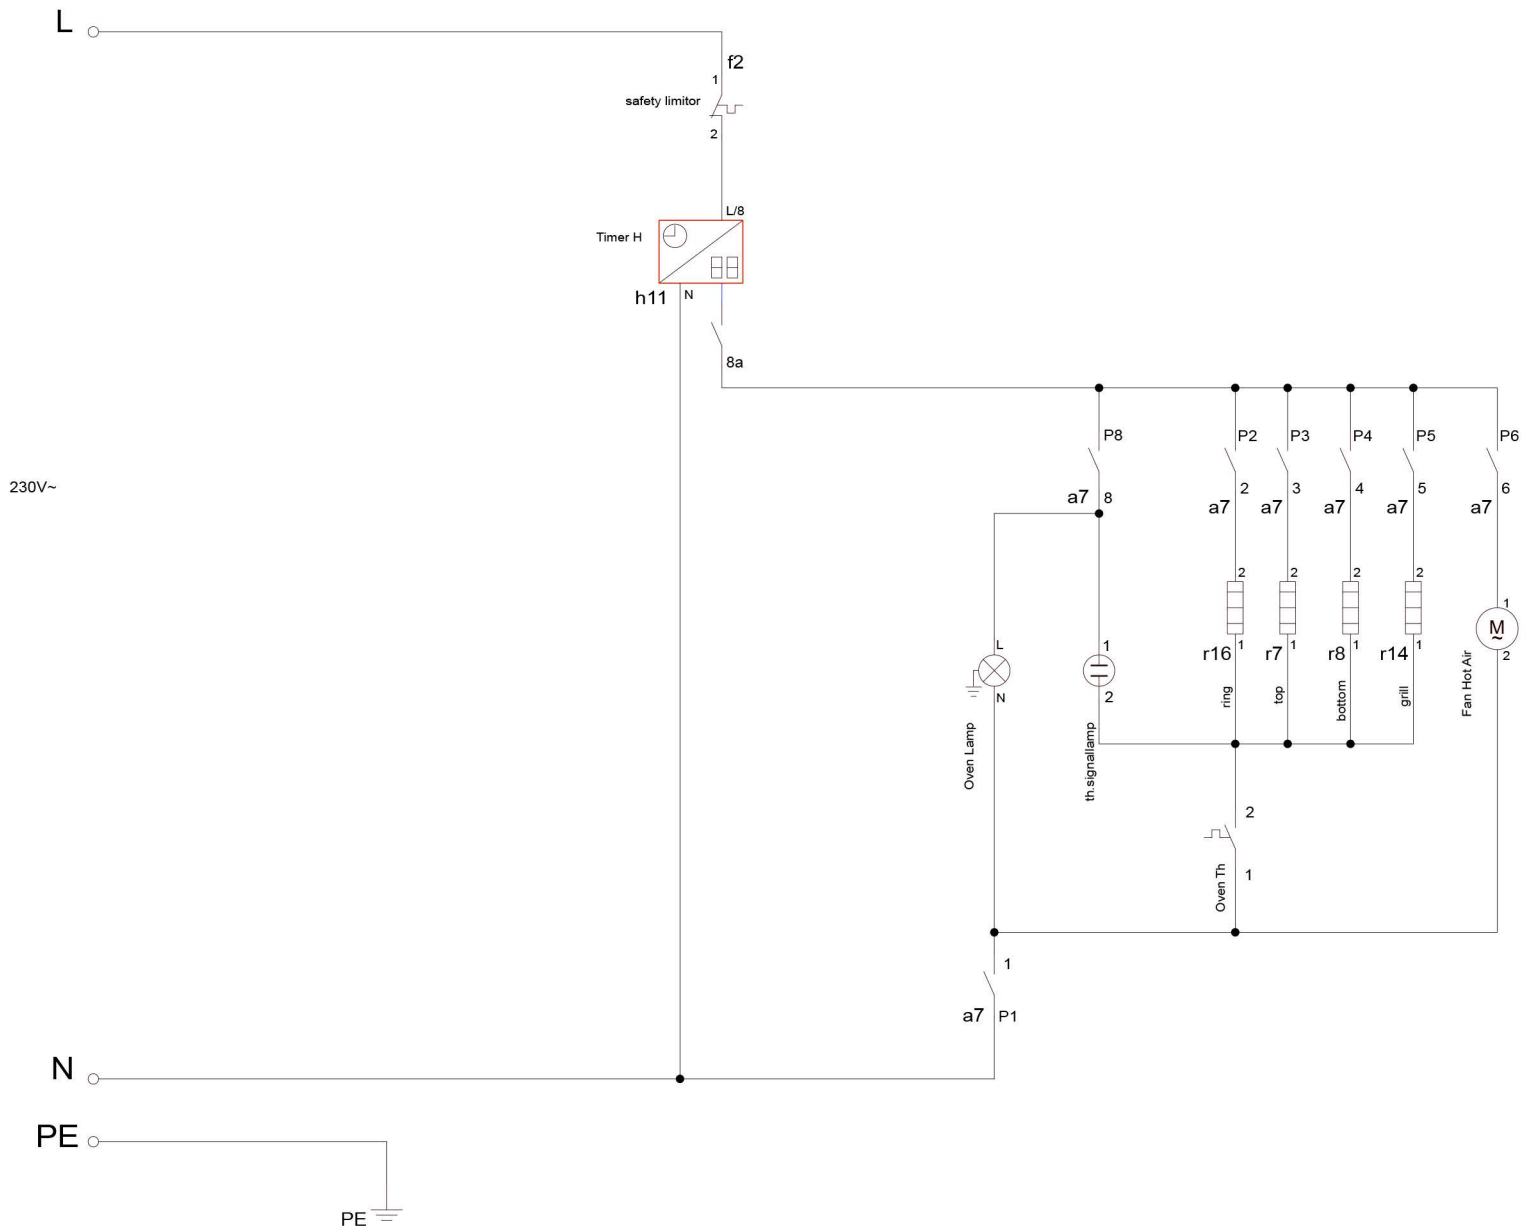 L
f2
1
safety limitor
2
L/8
Timer H
h11
N
8a
P8
P2
P3
P4
P5
P6
230V~
a7
8
a7
2
a7
3
a7
4
a7
5
a7
6
2
2
2
2
1
M
~
L
1
r16
1
r7
1
r8
1
r14
1
2
N
2
ring
top
bottom
grill
Fan Hot Air
Oven Lamp
th.signallamp
2
Oven Th
1
1
a7
P1
N
PE
PE